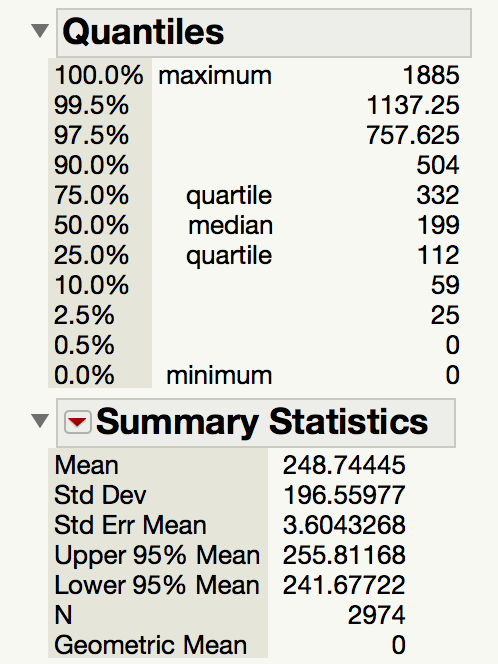 Quantiles
100.0% maximum 1885
99.5% 1137.25
97.5% 757.625
90.0% 504
75.0% quartile 332
50.0% median 199
25.0% quartile 112
10.0% 59
2.5% 25
0.5% 0
0.0% minimum 0
Summary Statistics
Mean 248.74445
Std Dev 196.55977
Std Err Mean 3.6043268
Upper 95% Mean 255.81168
Lower 95% Mean 241.67722
N 2974
Geometric Mean 0